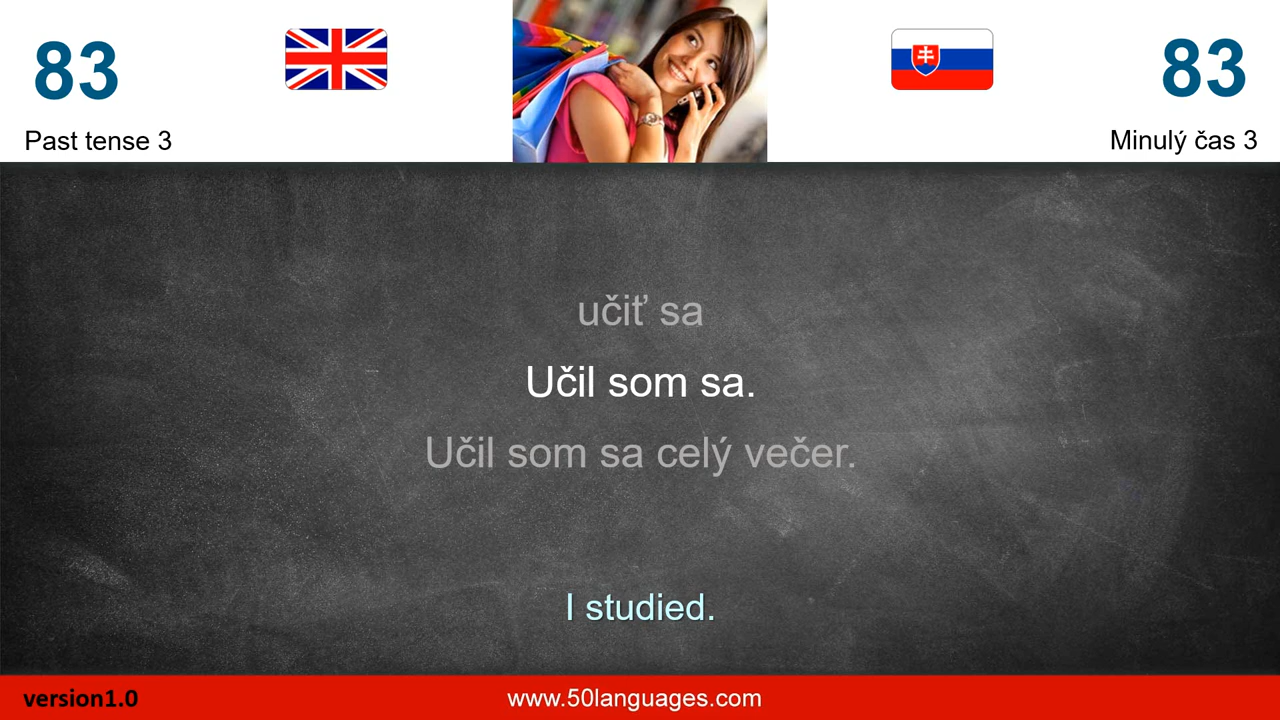 83
83
Past tense 3
Minulý čas 3
učiť sa
Učil som sa.
Učil som sa celý večer.
I studied.
version1.0
www.50languages.com